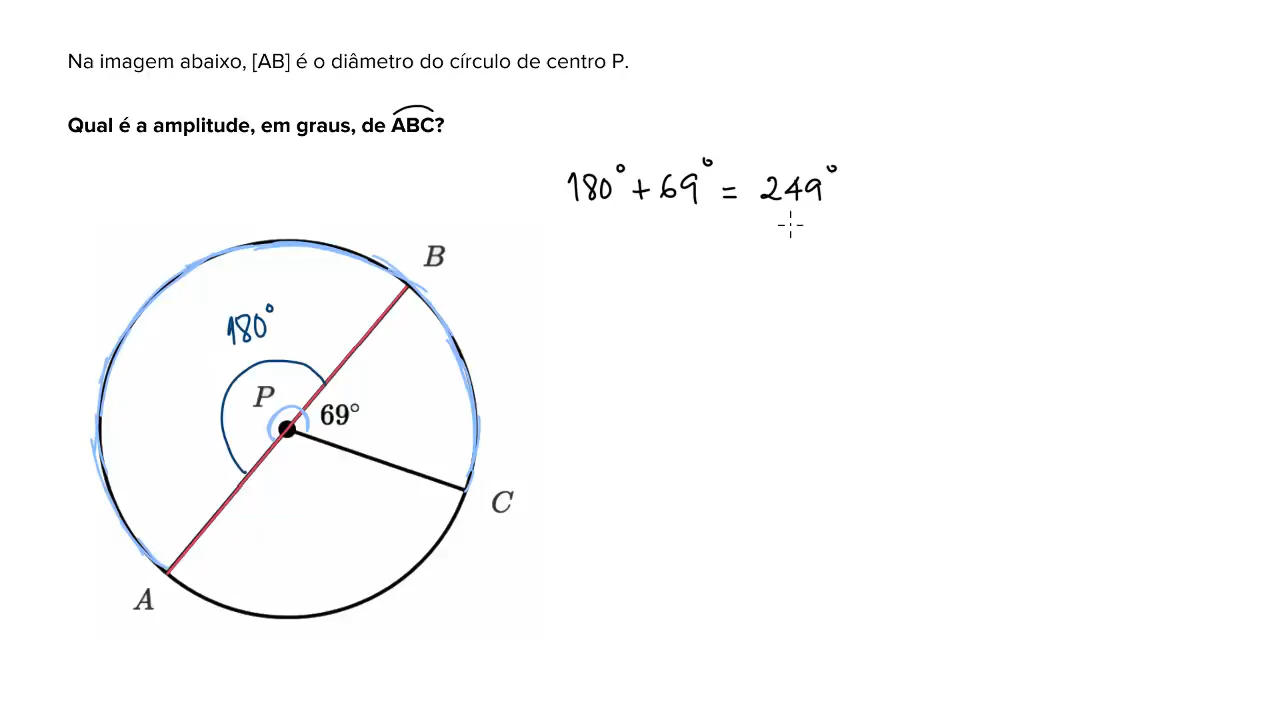 Na imagem abaixo, [AB] é o diâmetro do círculo de centro P.
Qual é a amplitude, em graus, de ABC?
180° + 69° = 249°
B
180°
P
69°
C
A